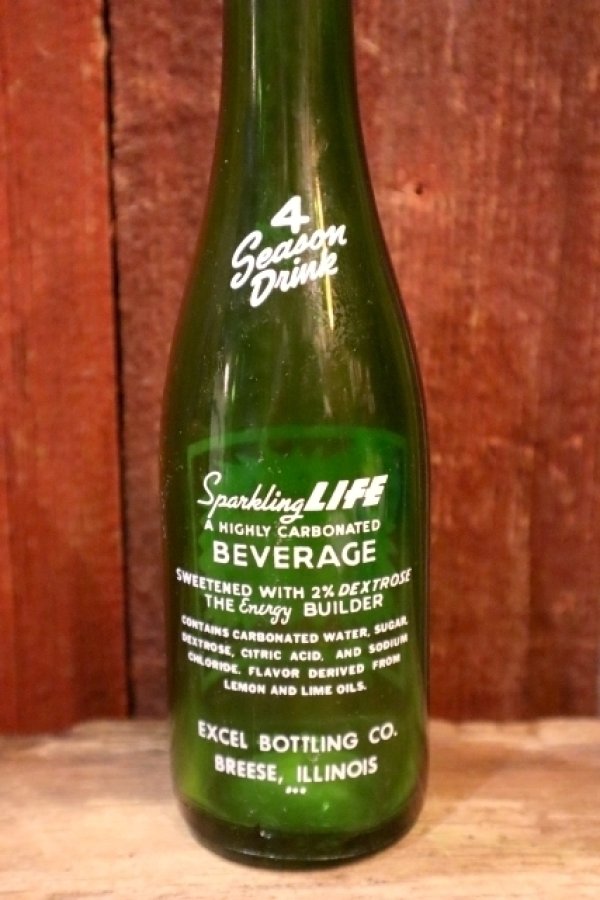 4
Season
Drink
Sparkling LIFE
A HIGHLY CARBONATED
BEVERAGE
SWEETENED WITH 2% DEXTROSE
THE Energy BUILDER
CONTAINS CARBONATED WATER, SUGAR,
DEXTROSE, CITRIC ACID, AND SODIUM
CHLORIDE. FLAVOR DERIVED FROM
LEMON AND LIME OILS.
EXCEL BOTTLING CO.
BREESE, ILLINOIS